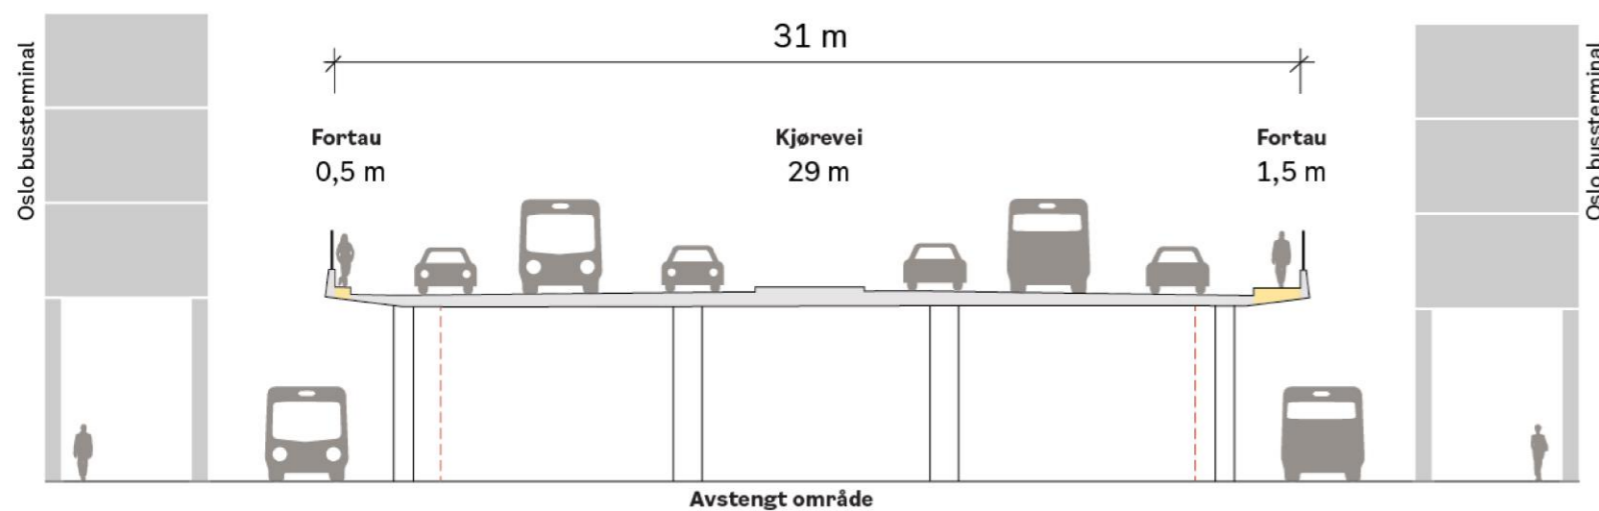 31 m
Oslo bussterminal
Fortau
0,5 m
Kjørevei
29 m
Fortau
1,5 m
Oslo bussterminal
Avstengt område